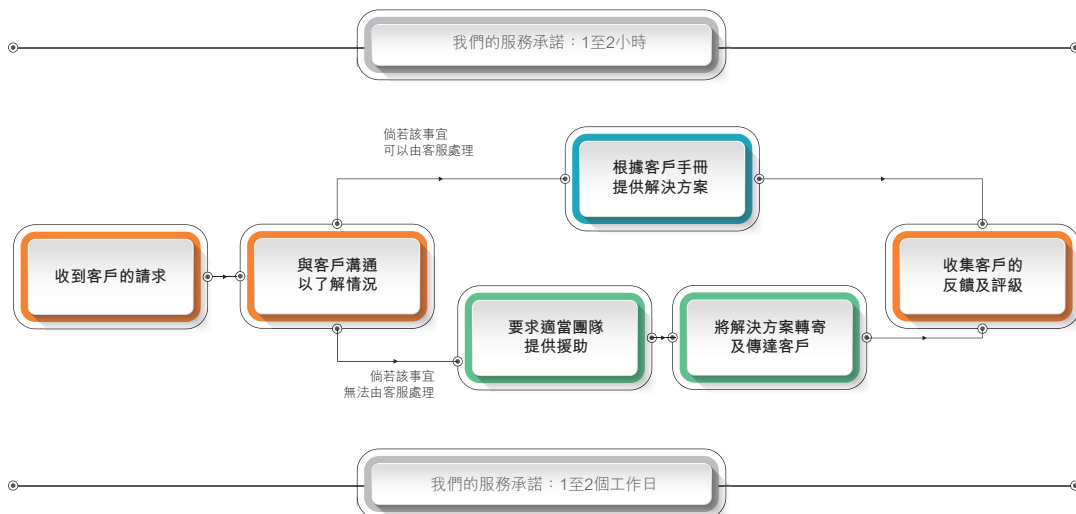 我們的服務承諾：1至2小時
倘若該事宜
可以由客服處理
根據客戶手冊
提供解決方案
收到客戶的請求
與客戶溝通
以了解情況
收集客戶的
反饋及評級
要求適當團隊
提供援助
將解決方案轉寄
及傳達客戶
倘若該事宜
無法由客服處理
我們的服務承諾：1至2個工作日